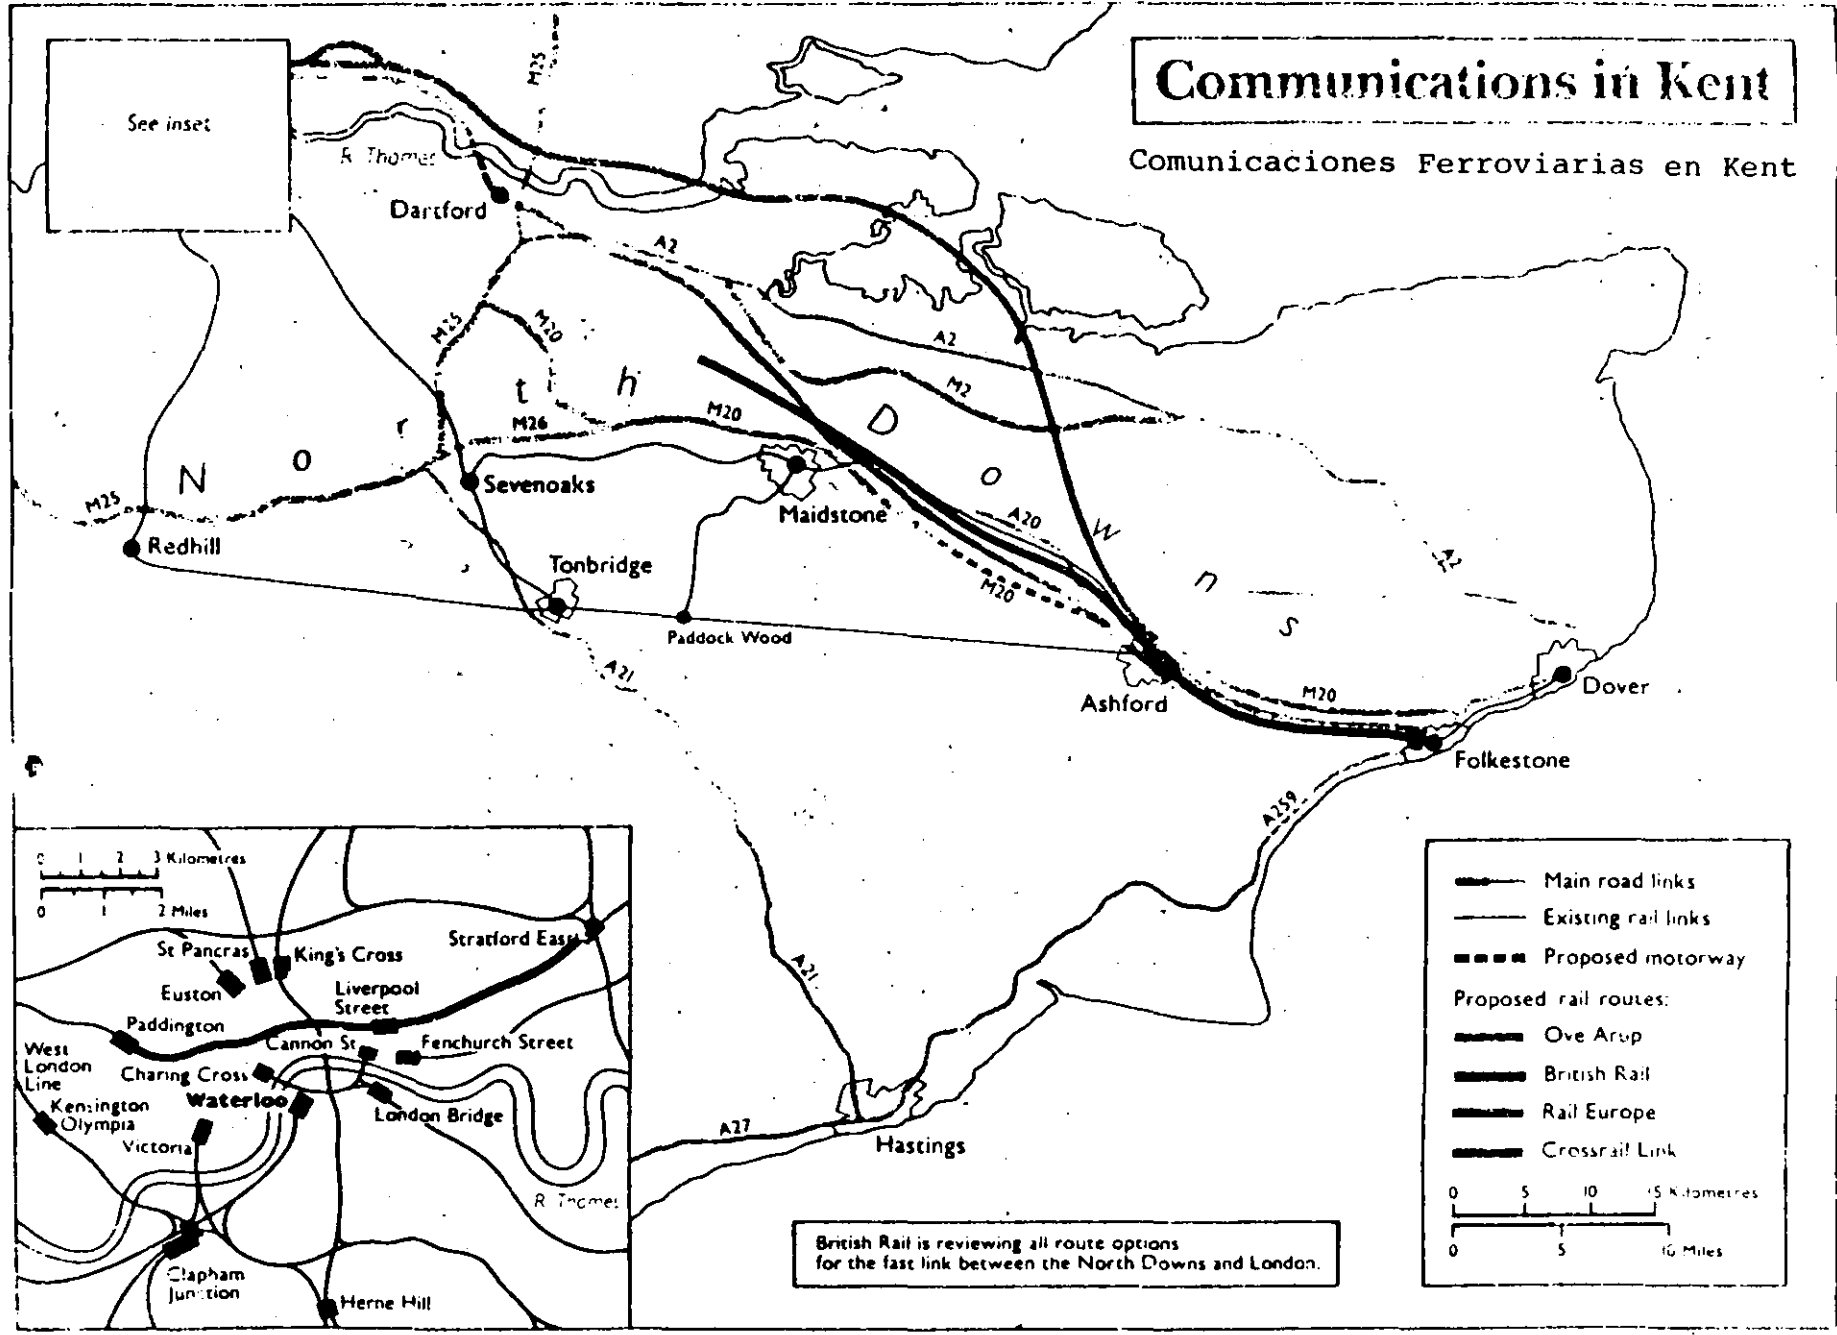 Communications in Kent
Comunicaciones Ferroviarias en Kent
See inset
M25
R Thames
Dartford
A2
M25
M20
A2
M2
M20
M26
North Downs
Sevenoaks
Maidstone
A20
M25
Redhill
Tonbridge
M20
Paddock Wood
A2
A21
Ashford
M20
Dover
Folkestone
A259
A21
A27
Hastings
0 1 2 3 Kilometres
0 1 2 Miles
St Pancras
King's Cross
Stratford East
Euston
Liverpool
Street
Paddington
Cannon St
Fenchurch Street
West
London
Line
Charing Cross
Waterloo
London Bridge
Kensington
Olympia
Victoria
R Thames
Clapham
Junction
Herne Hill
British Rail is reviewing all route options
for the fast link between the North Downs and London.
Main road links
Existing rail links
Proposed motorway
Proposed rail routes:
Ove Arup
British Rail
Rail Europe
Crossrail Link
0 5 10 15 Kilometres
0 5 10 Miles